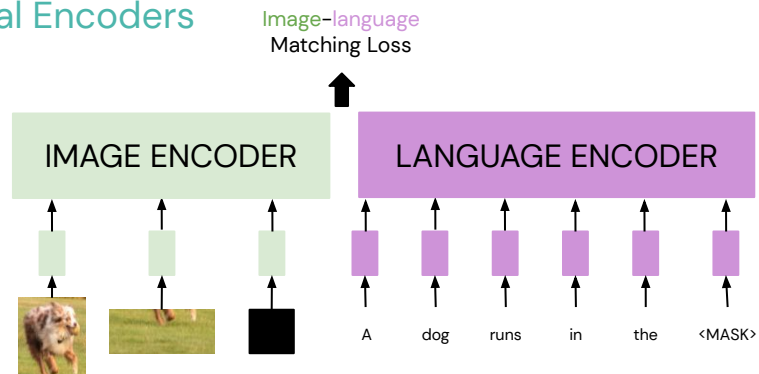 al Encoders
Image-language
Matching Loss
IMAGE ENCODER
LANGUAGE ENCODER
A dog runs in the <MASK>